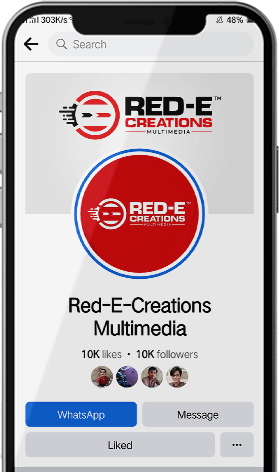 303K/s 48%
Search
RED-E™
CREATIONS
MULTIMEDIA
RED-E™
CREATIONS
MULTIMEDIA
Red-E-Creations
Multimedia
10K likes • 10K followers
WhatsApp Message
Liked ...